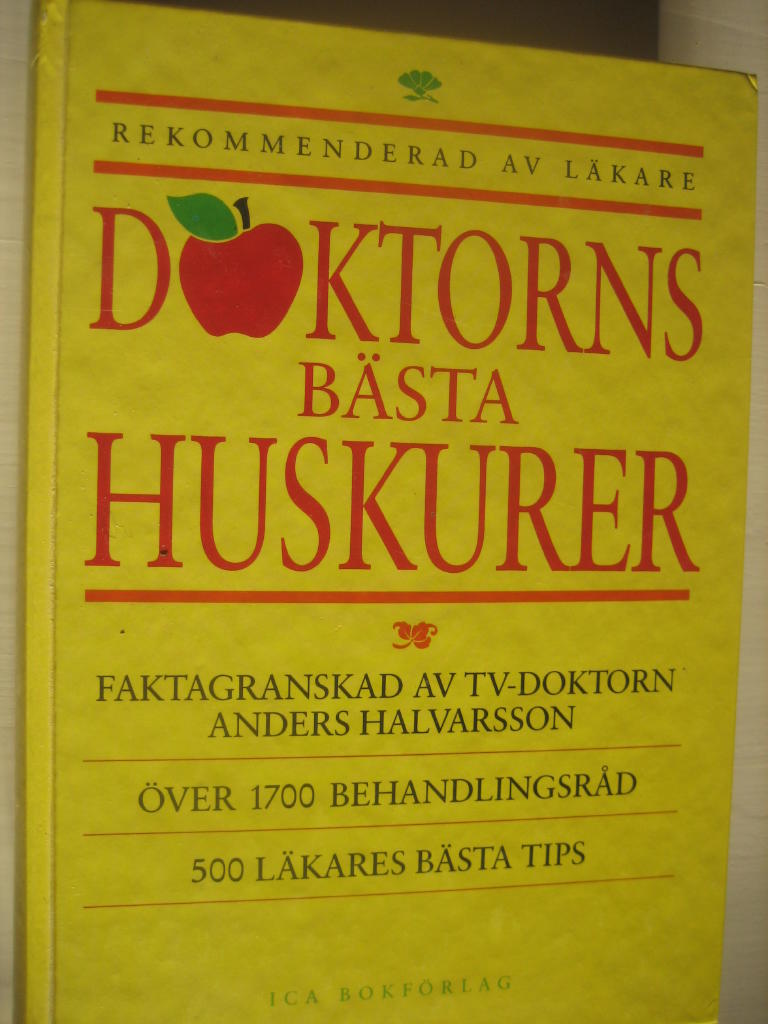 REKOMMENDERAD AV LÄKARE
DOKTORNS
BÄSTA
HUSKURER
FAKTAGRANSKAD AV TV-DOKTORN
ANDERS HALVARSSON
ÖVER 1700 BEHANDLINGSRÅD
500 LÄKARES BÄSTA TIPS
ICA BOKFÖRLAG